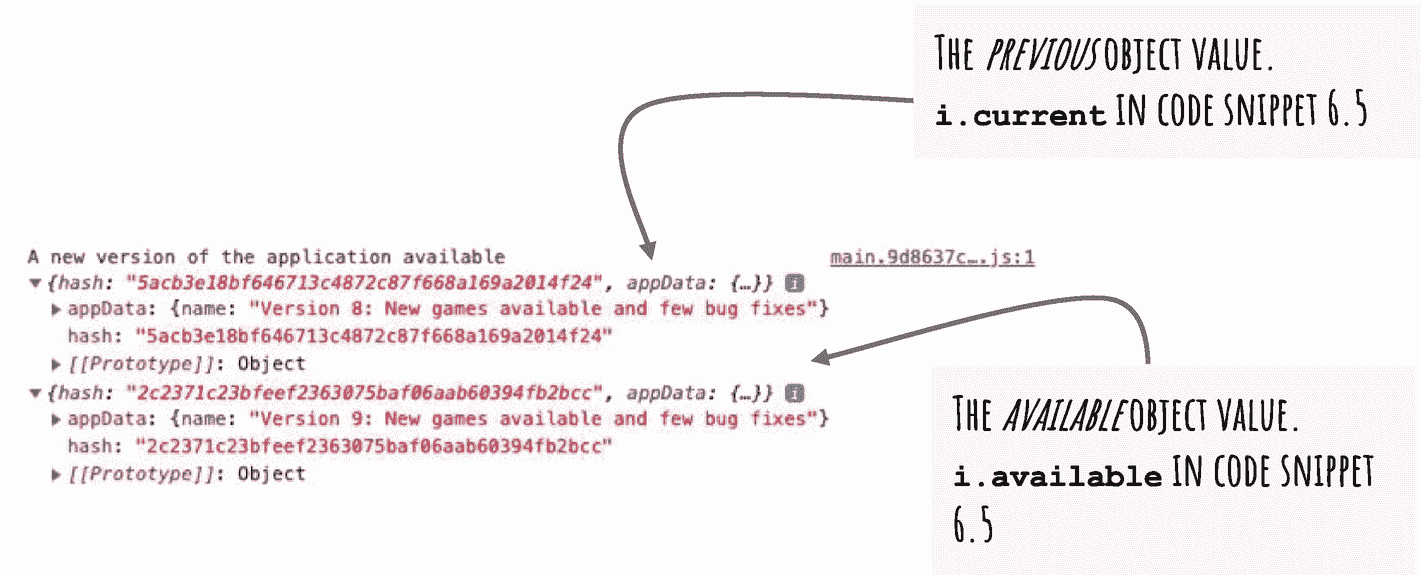 THE PREVIOUS OBJECT VALUE.
i.current IN CODE SNIPPET 6.5
A new version of the application available main.9d8637c….js:1
▼{hash: "5acb3e18bf646713c4872c87f668a169a2014f24", appData: {…}} i
▶appData: {name: "Version 8: New games available and few bug fixes"}
hash: "5acb3e18bf646713c4872c87f668a169a2014f24"
▶[[Prototype]]: Object
▼{hash: "2c2371c23bfeef2363075baf06aab60394fb2bcc", appData: {…}} i
▶appData: {name: "Version 9: New games available and few bug fixes"}
hash: "2c2371c23bfeef2363075baf06aab60394fb2bcc"
▶[[Prototype]]: Object
THE AVAILABLE OBJECT VALUE.
i.available IN CODE SNIPPET
6.5